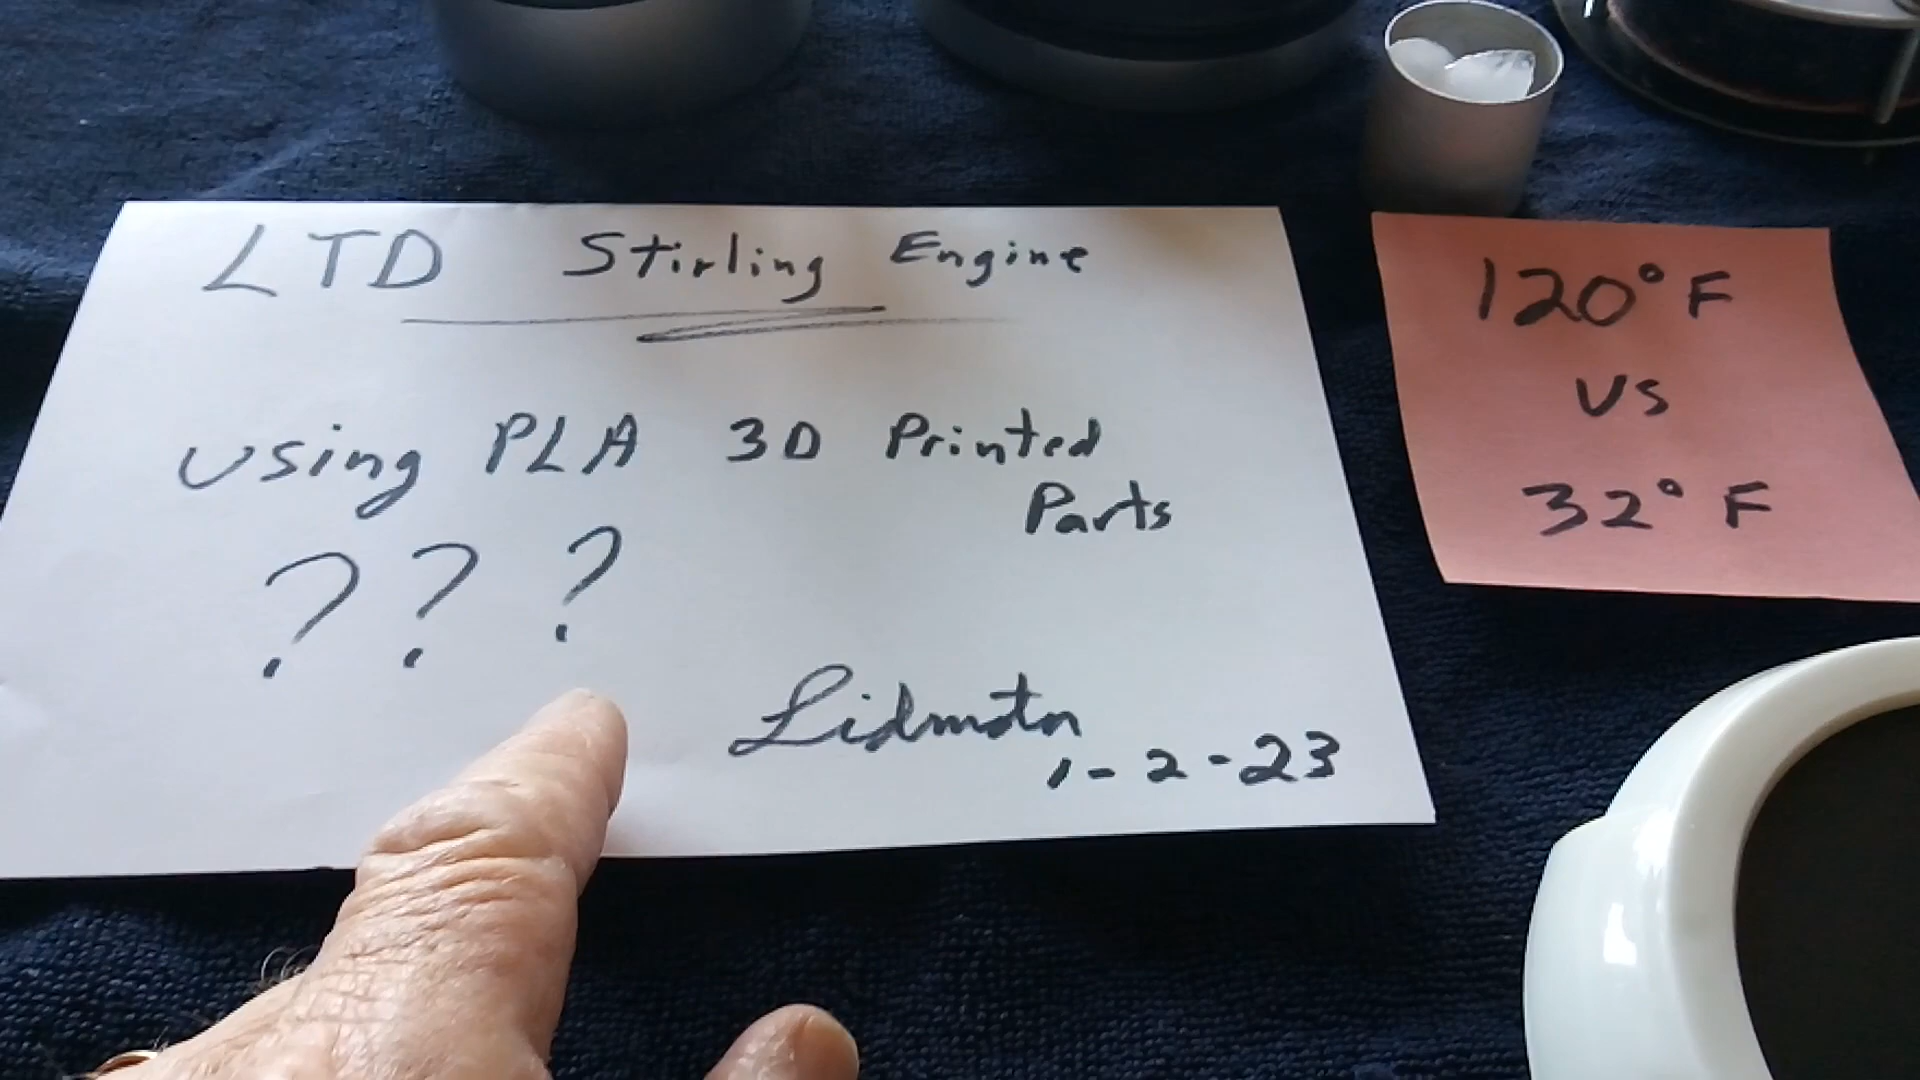 LTD Stirling Engine
using PLA 3D Printed
Parts
? ? ?
Lidmotor
1-2-23
120°F
vs
32°F